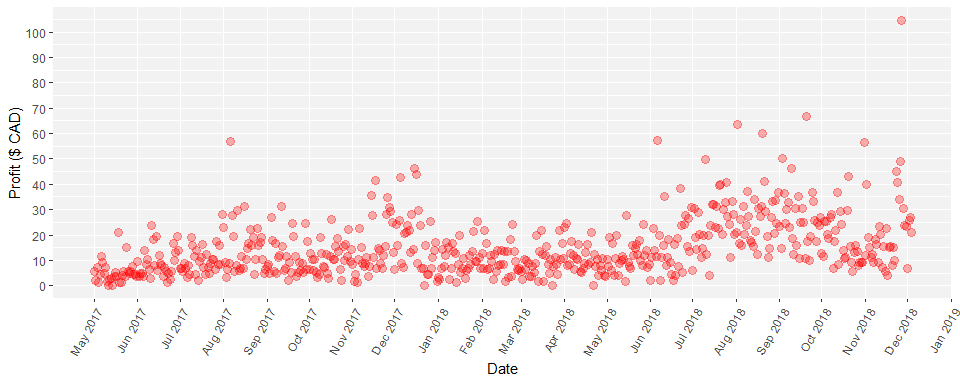 Profit ($ CAD)
100
90
80
70
60
50
40
30
20
10
0
May 2017
Jun 2017
Jul 2017
Aug 2017
Sep 2017
Oct 2017
Nov 2017
Dec 2017
Jan 2018
Feb 2018
Mar 2018
Apr 2018
May 2018
Jun 2018
Jul 2018
Aug 2018
Sep 2018
Oct 2018
Nov 2018
Dec 2018
Jan 2019
Date